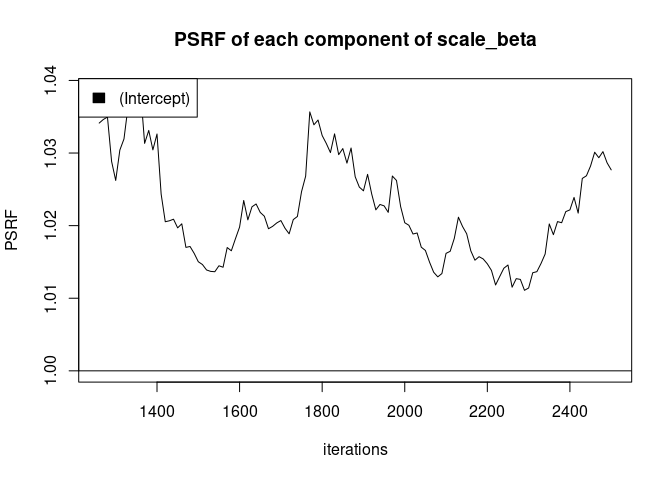 PSRF of each component of scale_beta
(Intercept)
PSRF
1.04
1.03
1.02
1.01
1.00
1400 1600 1800 2000 2200 2400
iterations